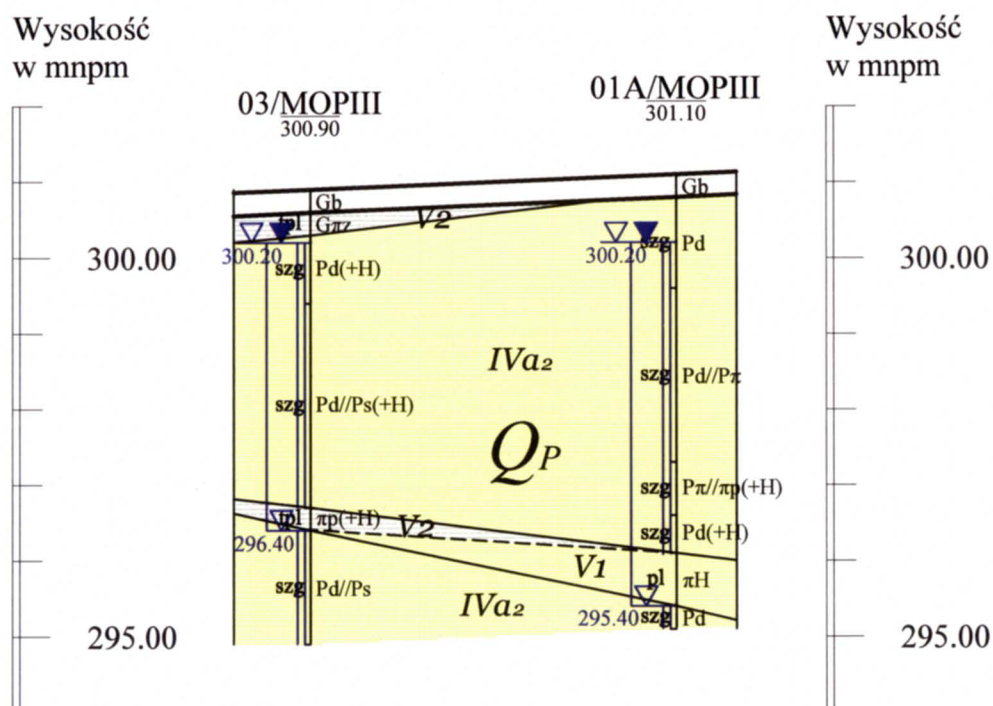 Wysokość
w mnpm
Wysokość
w mnpm
03/MOPIII
300.90
01A/MOPIII
301.10
Gb
Gb
tpl
Gπz
V2
szg
Pd
300.20
300.20
300.00
300.00
szg
Pd(+H)
IVa2
szg
Pd//Pπ
szg
Pd//Ps(+H)
QP
szg
Pπ//πp(+H)
tpl
πp(+H)
V2
szg
Pd(+H)
296.40
V1
pl
πH
szg
Pd//Ps
IVa2
295.40
szg
Pd
295.00
295.00